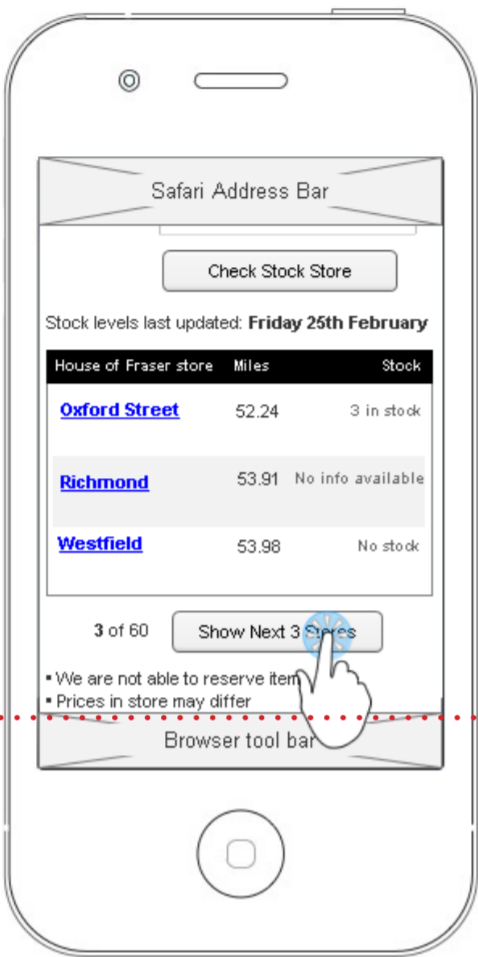 Safari Address Bar
Check Stock Store
Stock levels last updated: Friday 25th February
House of Fraser store Miles Stock
Oxford Street 52.24 3 in stock
Richmond 53.91 No info available
Westfield 53.98 No stock
3 of 60 Show Next 3 Stores
▪ We are not able to reserve item
▪ Prices in store may differ
Browser tool bar